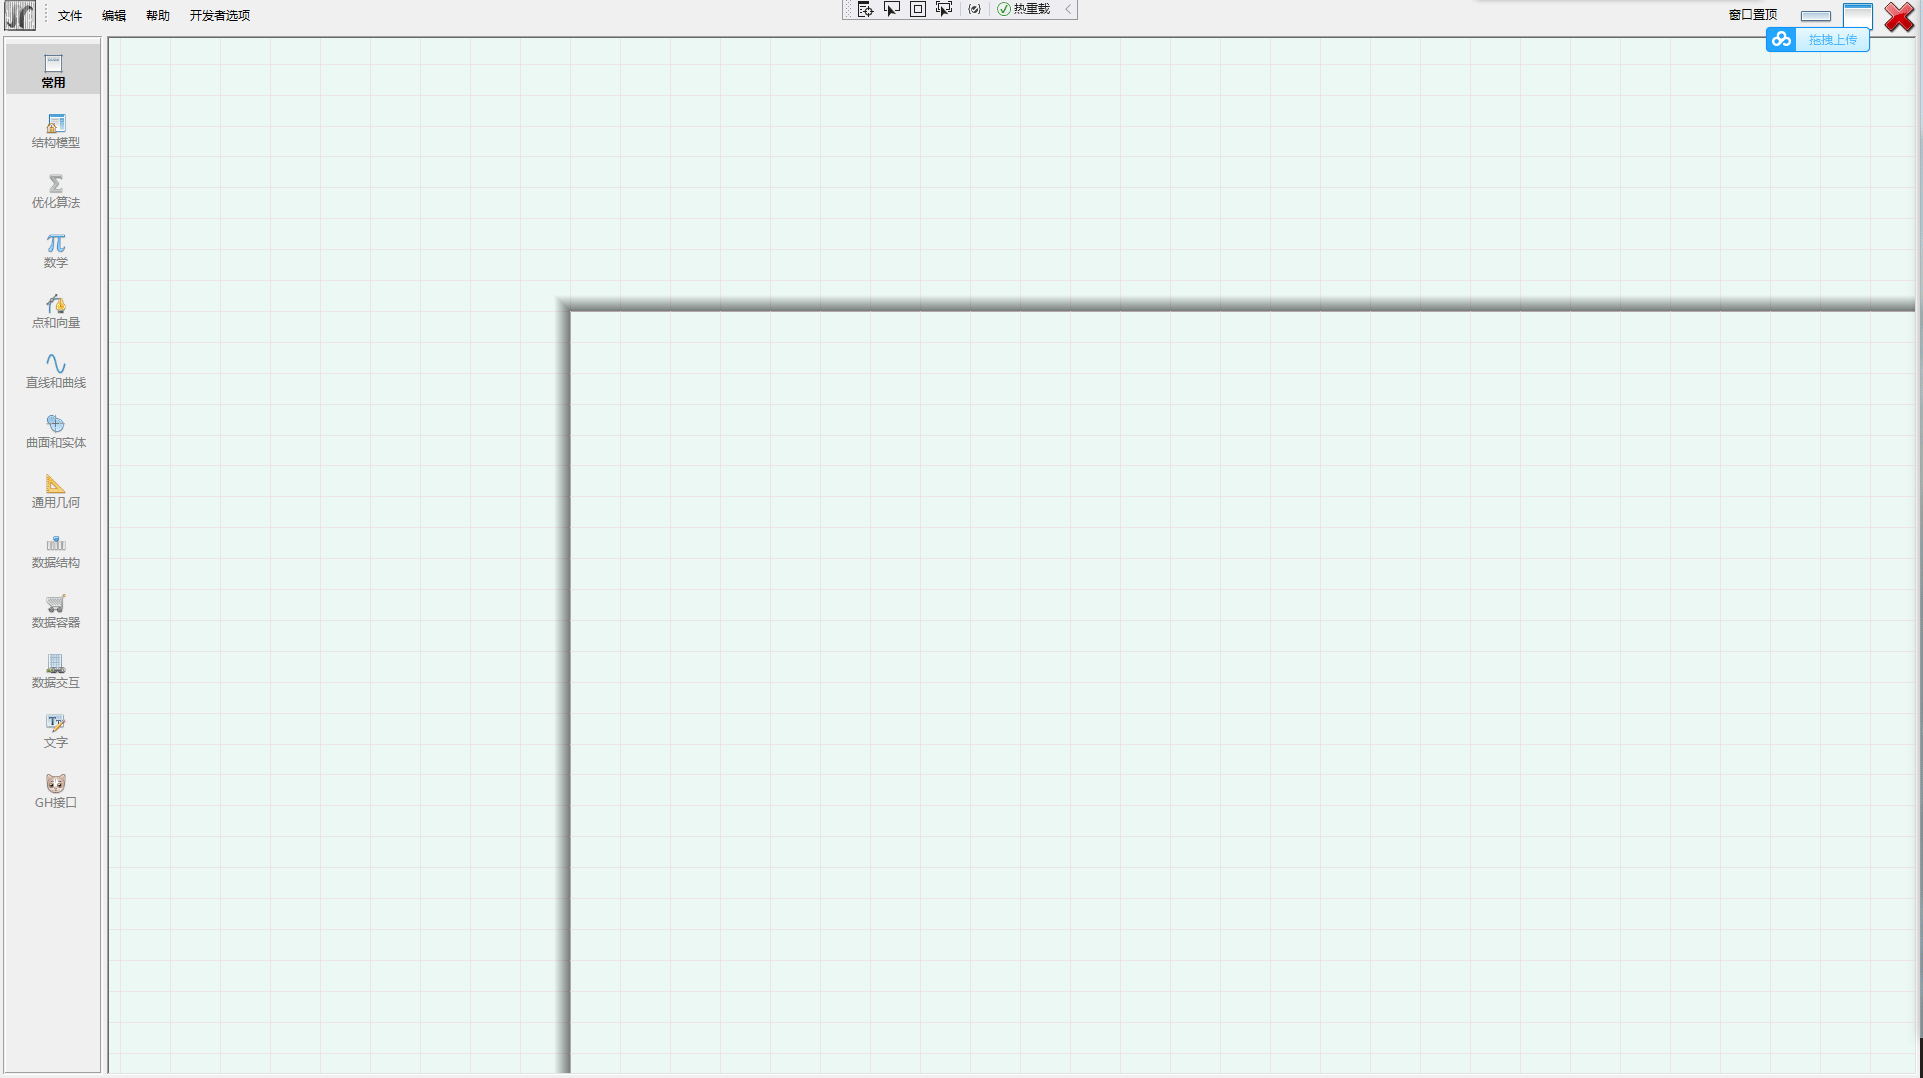 文件 编辑 帮助 开发者选项 热重载 窗口置顶
拖拽上传
常用
结构模型
优化算法
数学
点和向量
直线和曲线
曲面和实体
通用几何
数据结构
数据容器
数据交互
文字
GH接口